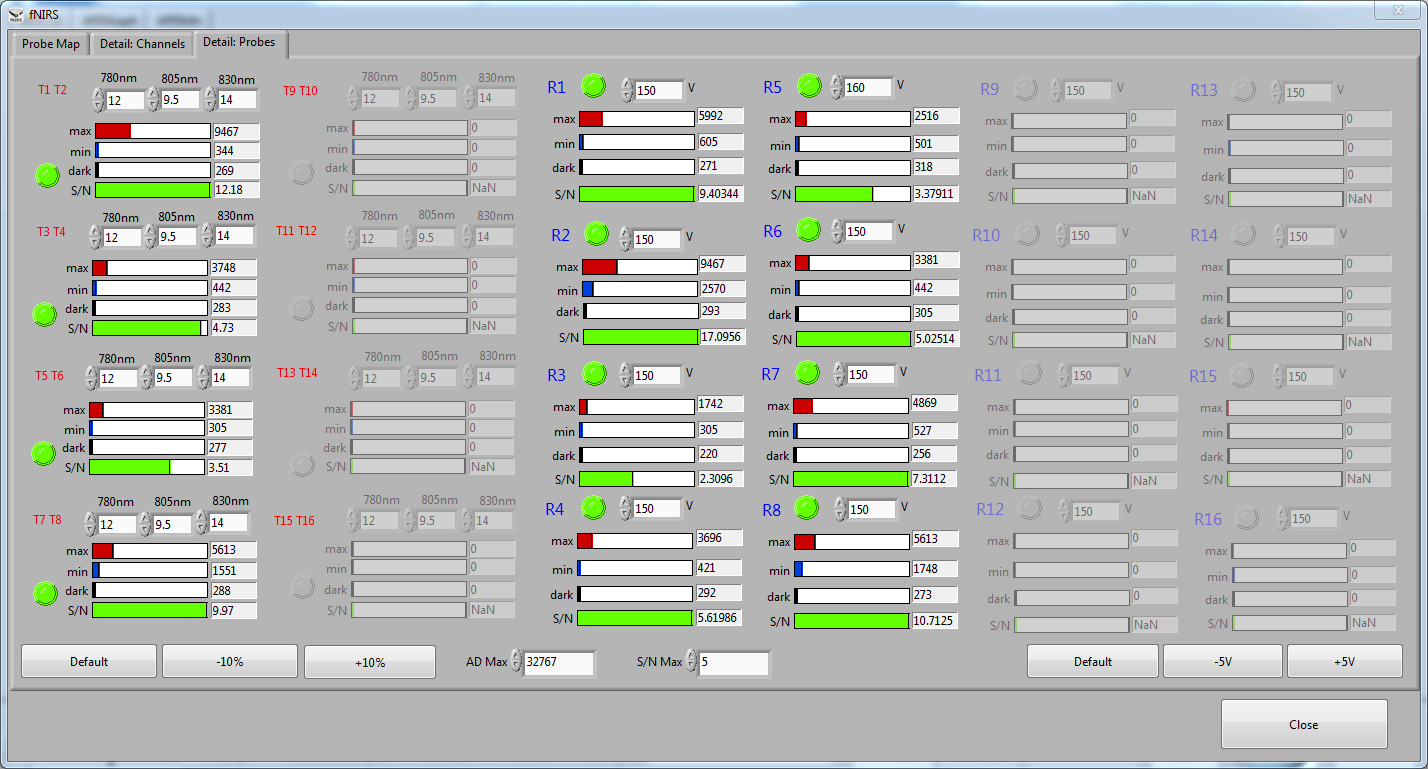 fNIRS
Probe Map Detail: Channels Detail: Probes
T1 T2
780nm 805nm 830nm
12 9.5 14
max 9467
min 344
dark 269
S/N 12.18
T3 T4
780nm 805nm 830nm
12 9.5 14
max 3748
min 442
dark 283
S/N 4.73
T5 T6
780nm 805nm 830nm
12 9.5 14
max 3381
min 305
dark 277
S/N 3.51
T7 T8
780nm 805nm 830nm
12 9.5 14
max 5613
min 1551
dark 288
S/N 9.97
T9 T10
780nm 805nm 830nm
12 9.5 14
max 0
min 0
dark 0
S/N NaN
T11 T12
780nm 805nm 830nm
12 9.5 14
max 0
min 0
dark 0
S/N NaN
T13 T14
780nm 805nm 830nm
12 9.5 14
max 0
min 0
dark 0
S/N NaN
T15 T16
780nm 805nm 830nm
12 9.5 14
max 0
min 0
dark 0
S/N NaN
R1 150 V
max 5992
min 605
dark 271
S/N 9.40344
R2 150 V
max 9467
min 2570
dark 293
S/N 17.0956
R3 150 V
max 1742
min 305
dark 220
S/N 2.3096
R4 150 V
max 3696
min 421
dark 292
S/N 5.61986
R5 160 V
max 2516
min 501
dark 318
S/N 3.37911
R6 150 V
max 3381
min 442
dark 305
S/N 5.02514
R7 150 V
max 4869
min 527
dark 256
S/N 7.3112
R8 150 V
max 5613
min 1748
dark 273
S/N 10.7125
R9 150 V
max 0
min 0
dark 0
S/N NaN
R10 150 V
max 0
min 0
dark 0
S/N NaN
R11 150 V
max 0
min 0
dark 0
S/N NaN
R12 150 V
max 0
min 0
dark 0
S/N NaN
R13 150 V
max 0
min 0
dark 0
S/N NaN
R14 150 V
max 0
min 0
dark 0
S/N NaN
R15 150 V
max 0
min 0
dark 0
S/N NaN
R16 150 V
max 0
min 0
dark 0
S/N NaN
Default -10% +10% AD Max 32767 S/N Max 5 Default -5V +5V
Close